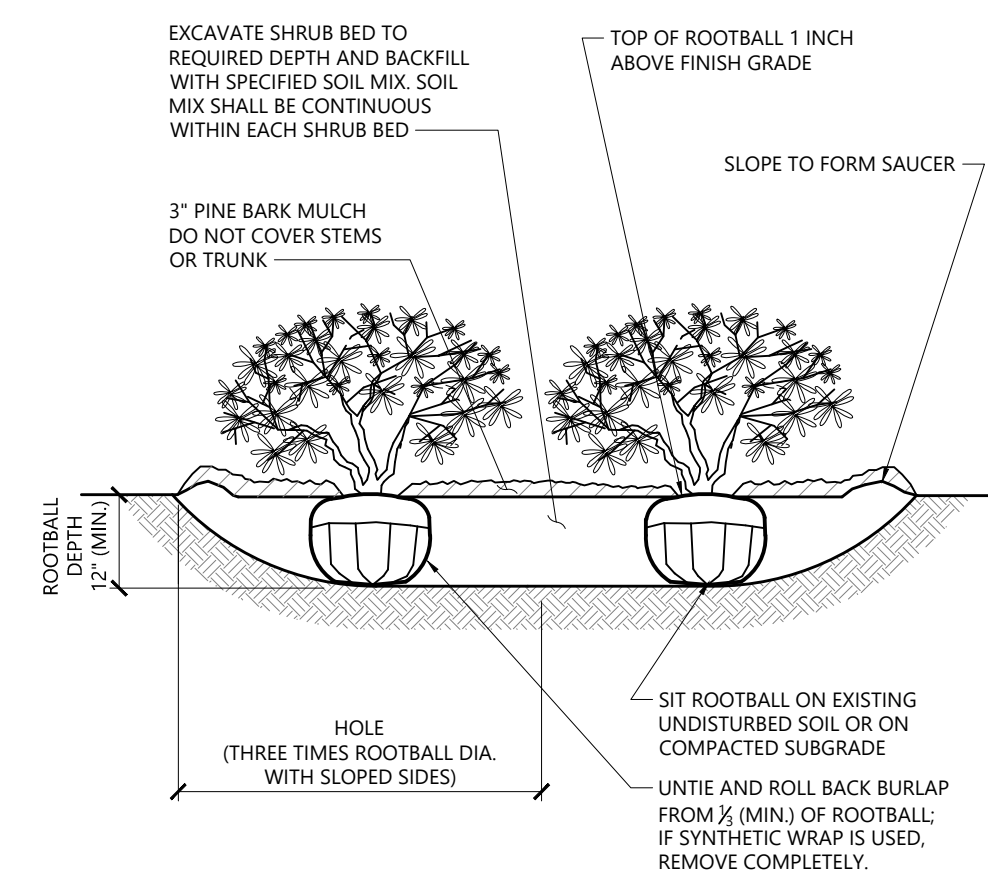 EXCAVATE SHRUB BED TO
REQUIRED DEPTH AND BACKFILL
WITH SPECIFIED SOIL MIX. SOIL
MIX SHALL BE CONTINUOUS
WITHIN EACH SHRUB BED
TOP OF ROOTBALL 1 INCH
ABOVE FINISH GRADE
SLOPE TO FORM SAUCER
3" PINE BARK MULCH
DO NOT COVER STEMS
OR TRUNK
ROOTBALL
DEPTH
12" (MIN.)
HOLE
(THREE TIMES ROOTBALL DIA.
WITH SLOPED SIDES)
SIT ROOTBALL ON EXISTING
UNDISTURBED SOIL OR ON
COMPACTED SUBGRADE
UNTIE AND ROLL BACK BURLAP
FROM ⅓ (MIN.) OF ROOTBALL;
IF SYNTHETIC WRAP IS USED,
REMOVE COMPLETELY.